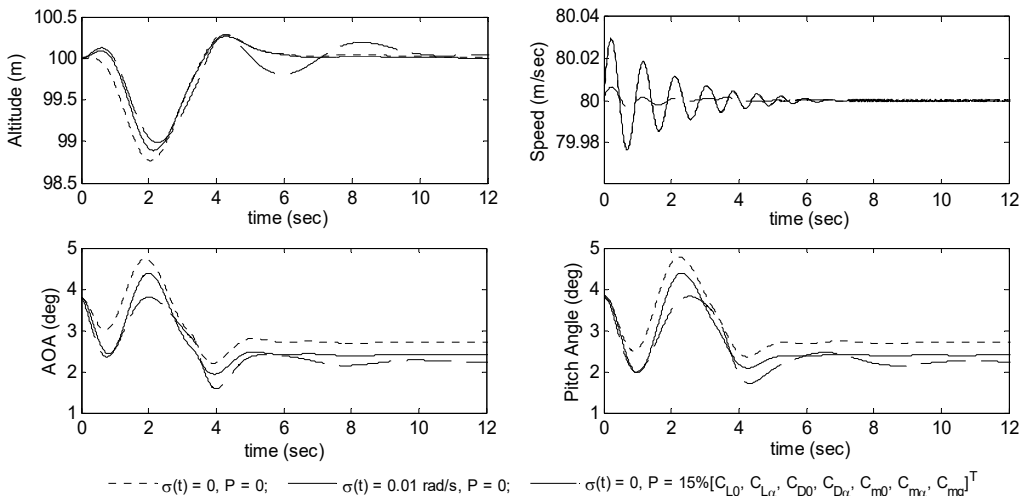 100.5
100
99.5
99
98.5
Altitude (m)
0 2 4 6 8 10 12
time (sec)
80.04
80.02
80
79.98
Speed (m/sec)
0 2 4 6 8 10 12
time (sec)
5
4
3
2
1
AOA (deg)
0 2 4 6 8 10 12
time (sec)
5
4
3
2
1
Pitch Angle (deg)
0 2 4 6 8 10 12
time (sec)
σ(t) = 0, P = 0; σ(t) = 0.01 rad/s, P = 0; σ(t) = 0, P = 15%[C_L0, C_Lα, C_D0, C_Dα, C_m0, C_mα, C_mq]^T